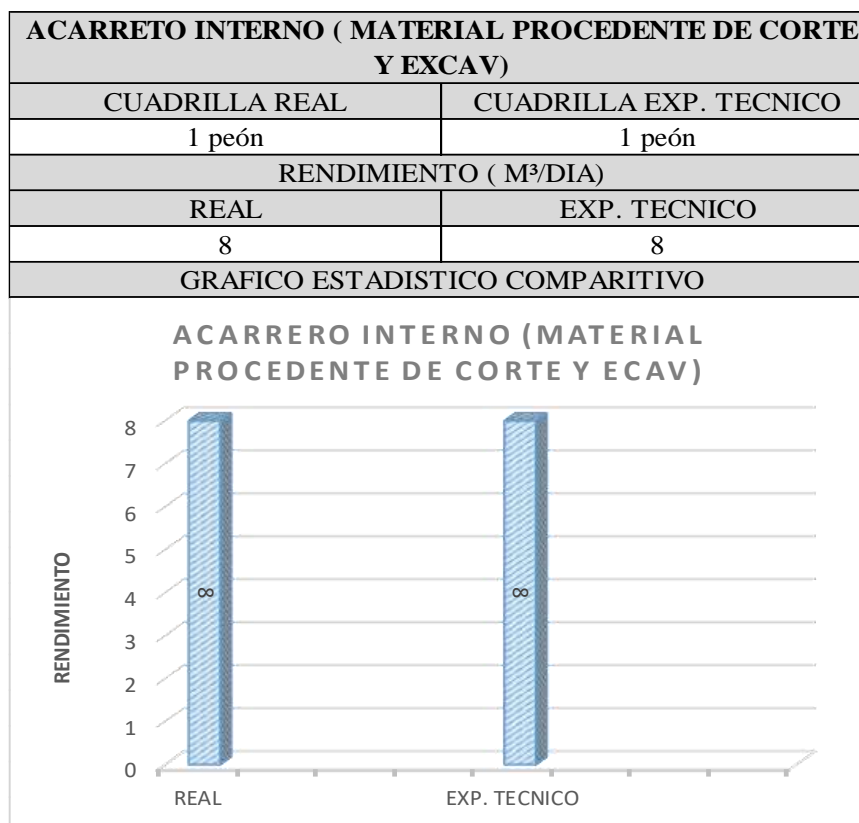 ACARRETO INTERNO ( MATERIAL PROCEDENTE DE CORTE
Y EXCAV)
CUADRILLA REAL CUADRILLA EXP. TECNICO
1 peón 1 peón
RENDIMIENTO ( M³/DIA)
REAL EXP. TECNICO
8 8
GRAFICO ESTADISTICO COMPARITIVO
ACARRERO INTERNO (MATERIAL
PROCEDENTE DE CORTE Y ECAV)
RENDIMIENTO
8
7
6
5
4
3
2
1
0
8 8
REAL EXP. TECNICO